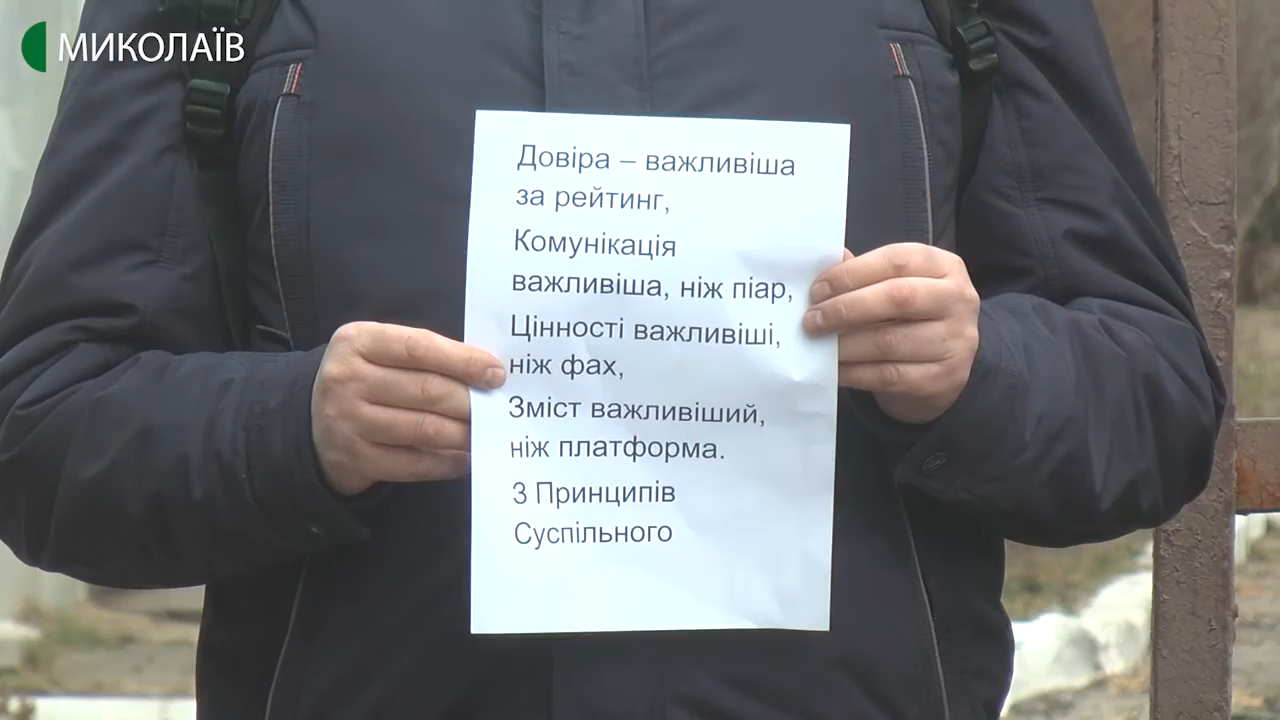 МИКОЛАЇВ
Довіра – важливіша
за рейтинг,
Комунікація
важливіша, ніж піар,
Цінності важливіші,
ніж фах,
Зміст важливіший,
ніж платформа.
З Принципів
Суспільного